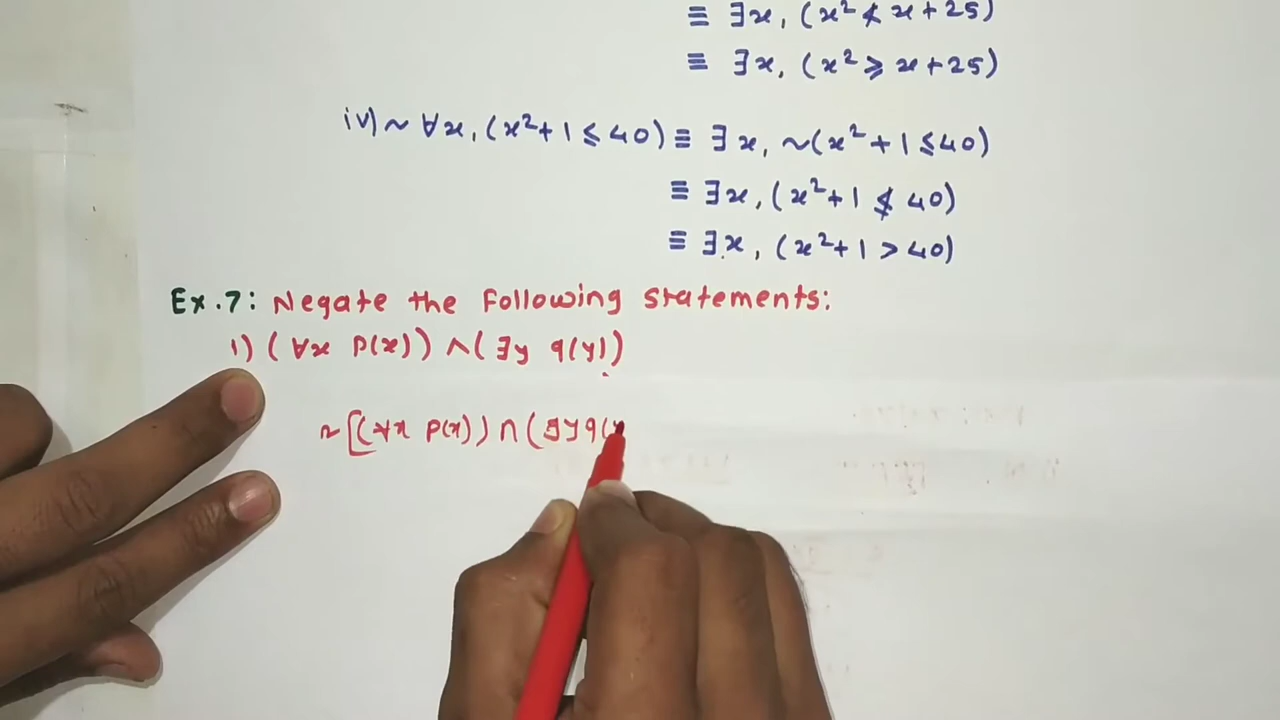 ≡ ∃x, (x² ≮ x+25)
≡ ∃x, (x² ⩾ x+25)
iv) ~ ∀x, (x²+1 ≤ 40) ≡ ∃x, ~(x²+1 ≤ 40)
≡ ∃x, (x²+1 ≰ 40)
≡ ∃x, (x²+1 > 40)
Ex.7: Negate the following statements:
1) (∀x p(x)) ∧ (∃y q(y))
~[(∀x p(x)) ∧ (∃y q(y